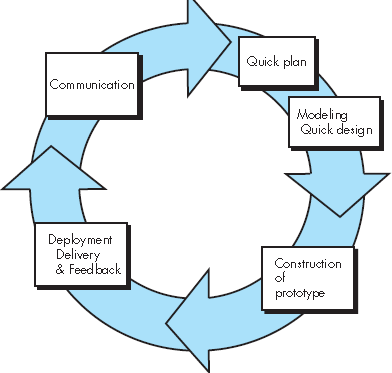 Communication
Quick plan
Modeling
Quick design
Construction
of
prototype
Deployment
Delivery
& Feedback